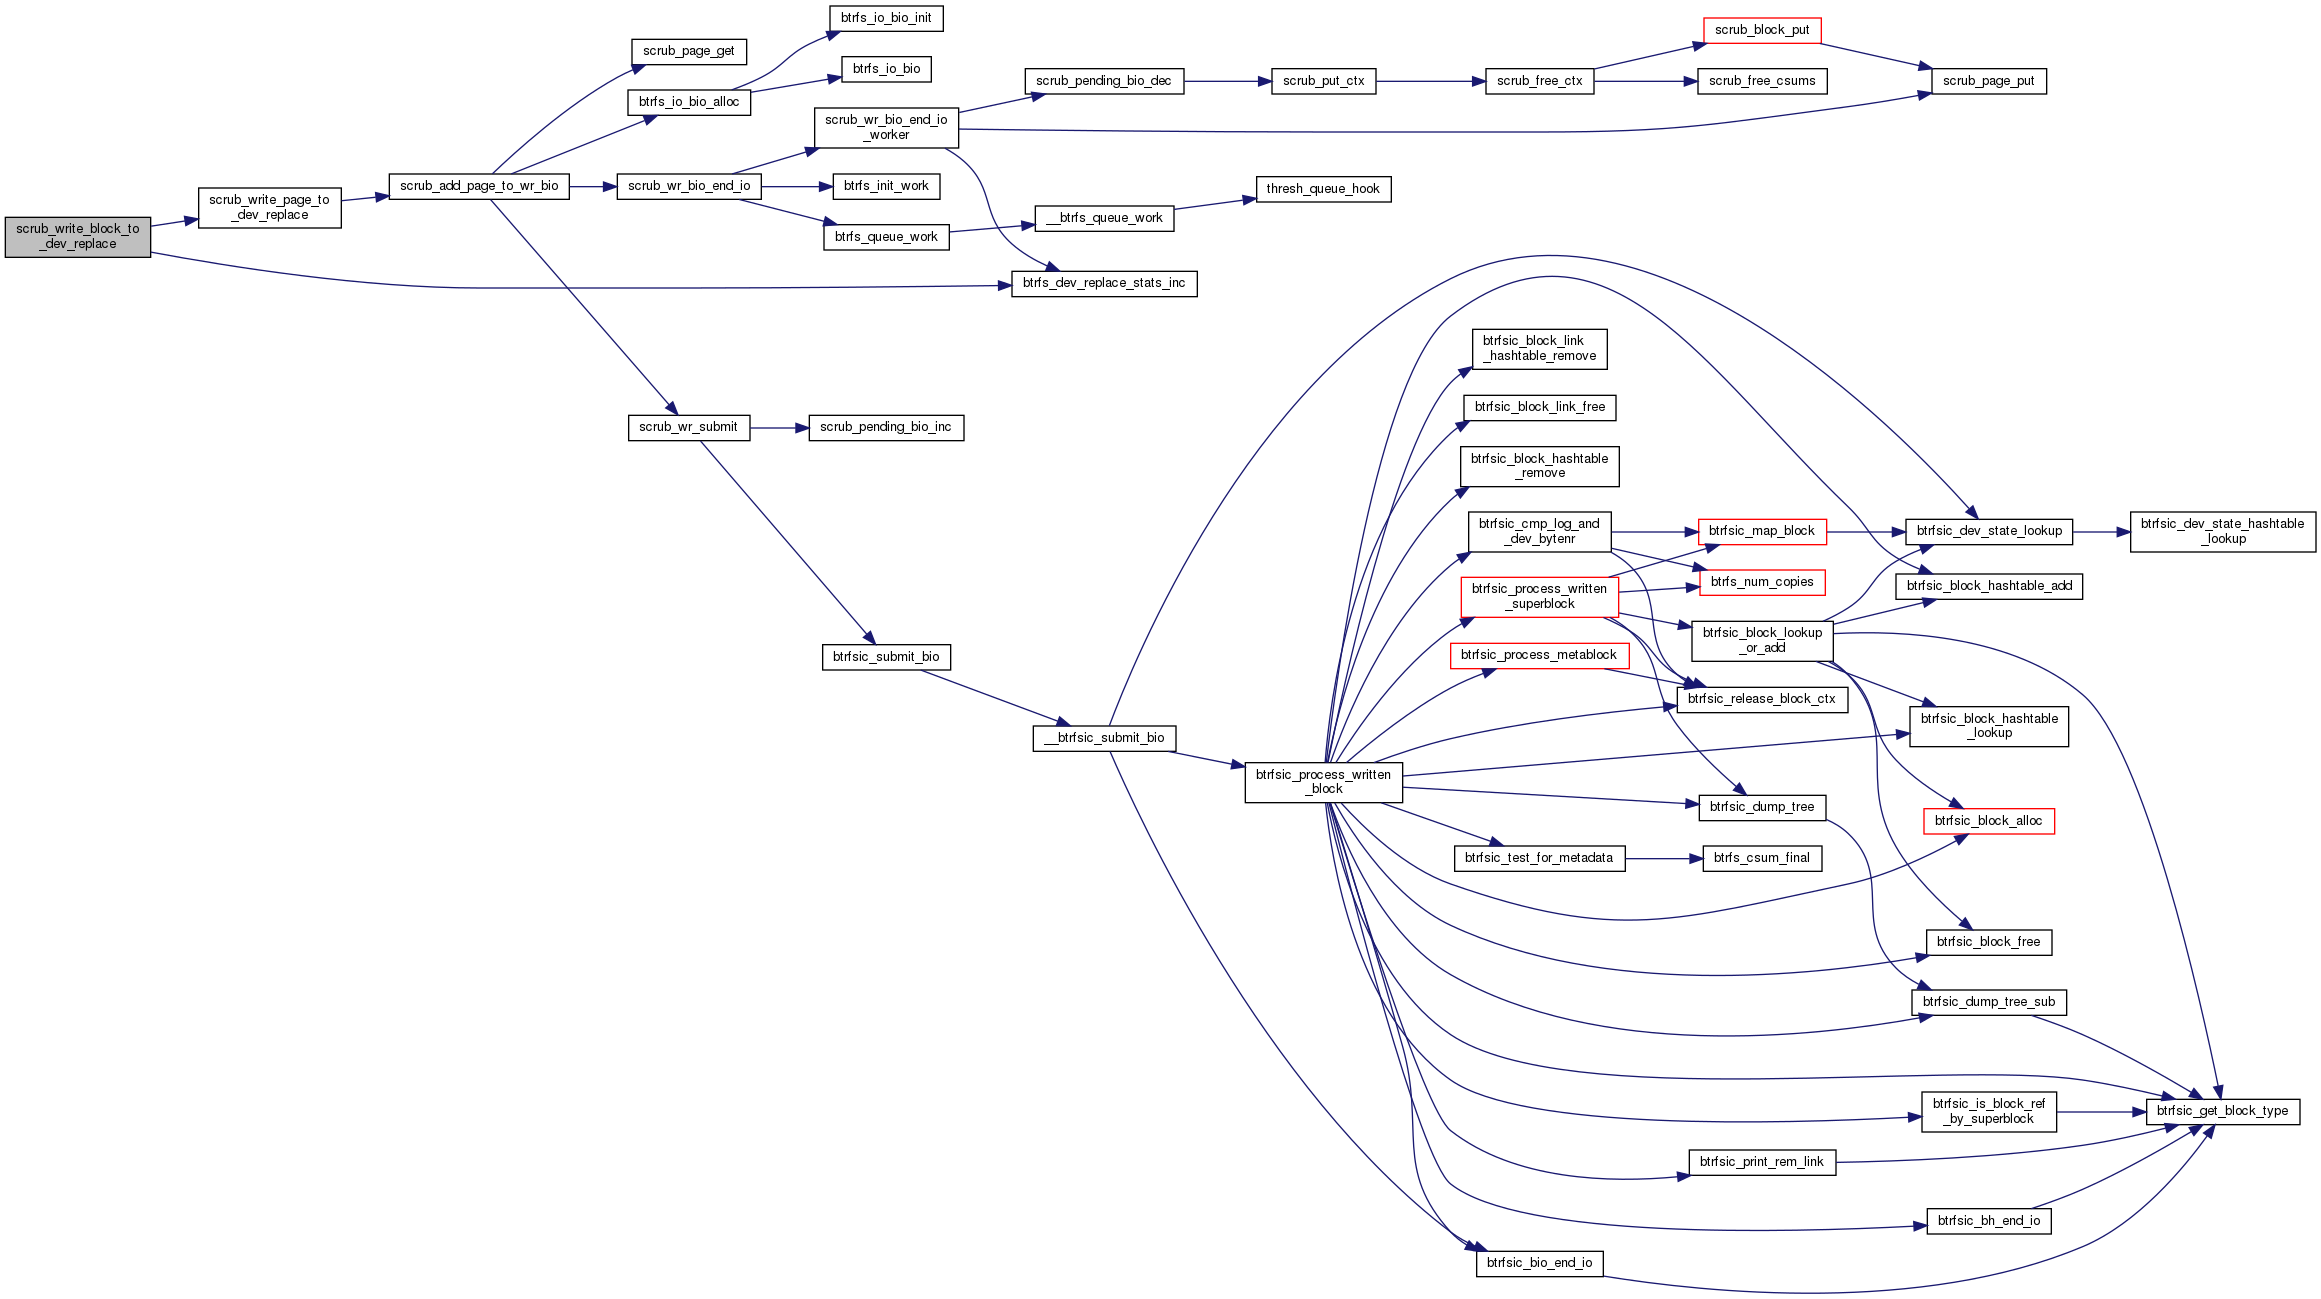 btrfs_io_bio_init
scrub_block_put
scrub_page_get
btrfs_io_bio
scrub_pending_bio_dec
scrub_put_ctx
scrub_free_ctx
scrub_free_csums
scrub_page_put
btrfs_io_bio_alloc
scrub_wr_bio_end_io
_worker
scrub_add_page_to_wr_bio
scrub_wr_bio_end_io
btrfs_init_work
thresh_queue_hook
scrub_write_page_to
_dev_replace
__btrfs_queue_work
scrub_write_block_to
_dev_replace
btrfs_queue_work
btrfs_dev_replace_stats_inc
btrfsic_block_link
_hashtable_remove
btrfsic_block_link_free
scrub_wr_submit
scrub_pending_bio_inc
btrfsic_block_hashtable
_remove
btrfsic_cmp_log_and
_dev_bytenr
btrfsic_map_block
btrfsic_dev_state_lookup
btrfsic_dev_state_hashtable
_lookup
btrfs_num_copies
btrfsic_block_hashtable_add
btrfsic_process_written
_superblock
btrfsic_block_lookup
_or_add
btrfsic_submit_bio
btrfsic_process_metablock
btrfsic_release_block_ctx
btrfsic_block_hashtable
_lookup
__btrfsic_submit_bio
btrfsic_process_written
_block
btrfsic_dump_tree
btrfsic_block_alloc
btrfsic_test_for_metadata
btrfs_csum_final
btrfsic_block_free
btrfsic_dump_tree_sub
btrfsic_is_block_ref
_by_superblock
btrfsic_get_block_type
btrfsic_print_rem_link
btrfsic_bh_end_io
btrfsic_bio_end_io